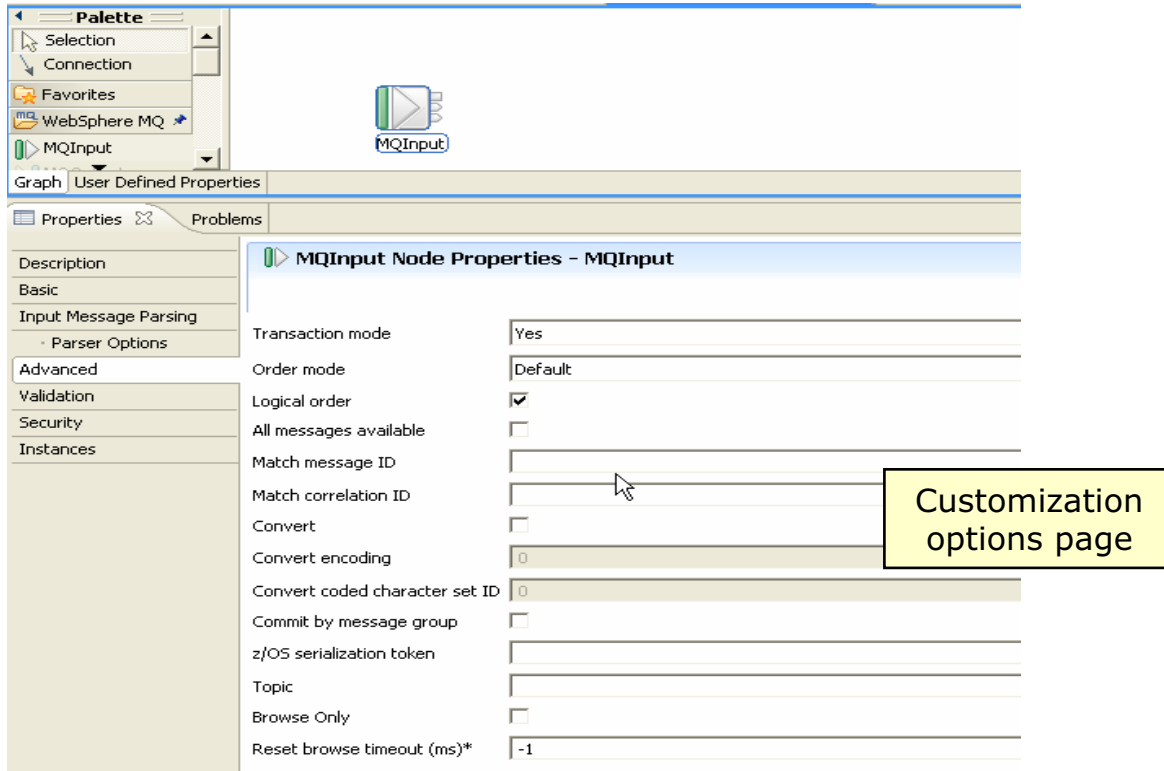 Palette
Selection
Connection
Favorites
WebSphere MQ
MQInput
MQInput
Graph
User Defined Properties
Properties
Problems
Description
Basic
Input Message Parsing
Parser Options
Advanced
Validation
Security
Instances
MQInput Node Properties - MQInput
Transaction mode Yes
Order mode Default
Logical order
All messages available
Match message ID
Match correlation ID
Convert
Convert encoding 0
Convert coded character set ID 0
Commit by message group
z/OS serialization token
Topic
Browse Only
Reset browse timeout (ms)* -1
Customization
options page